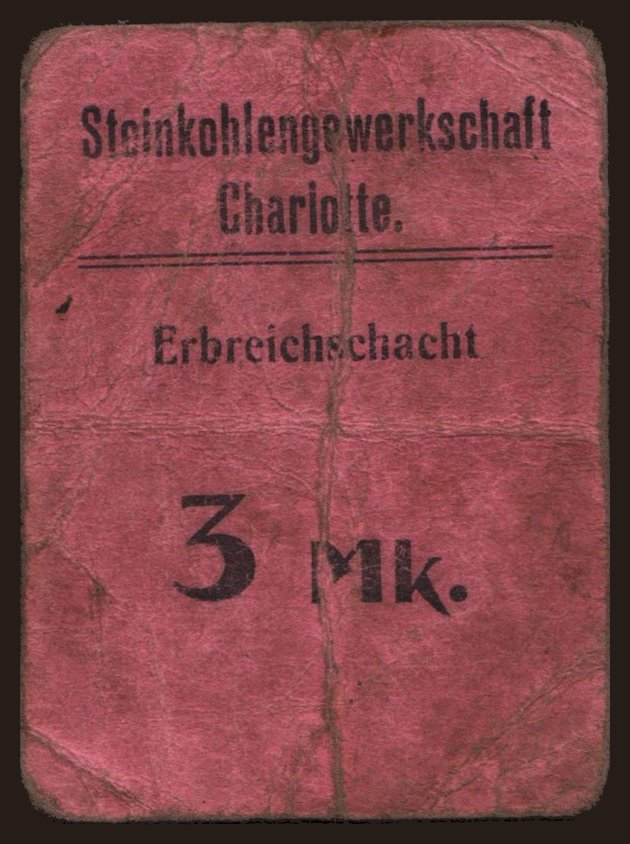 Steinkohlengewerkschaft
Charlotte.
Erbreichschacht
3 Mk.